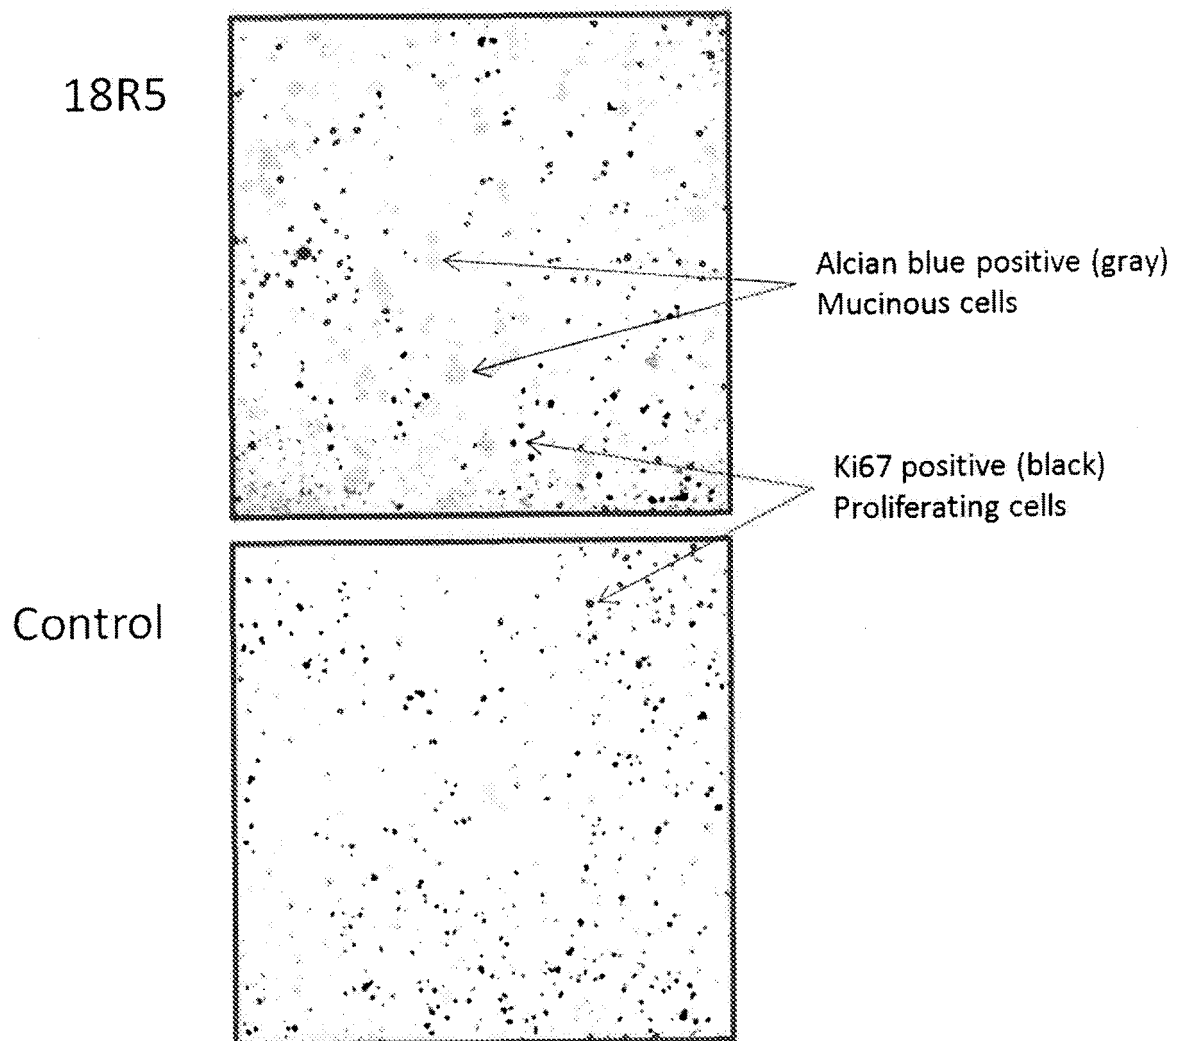 18R5
Alcian blue positive (gray)
Mucinous cells
Ki67 positive (black)
Proliferating cells
Control